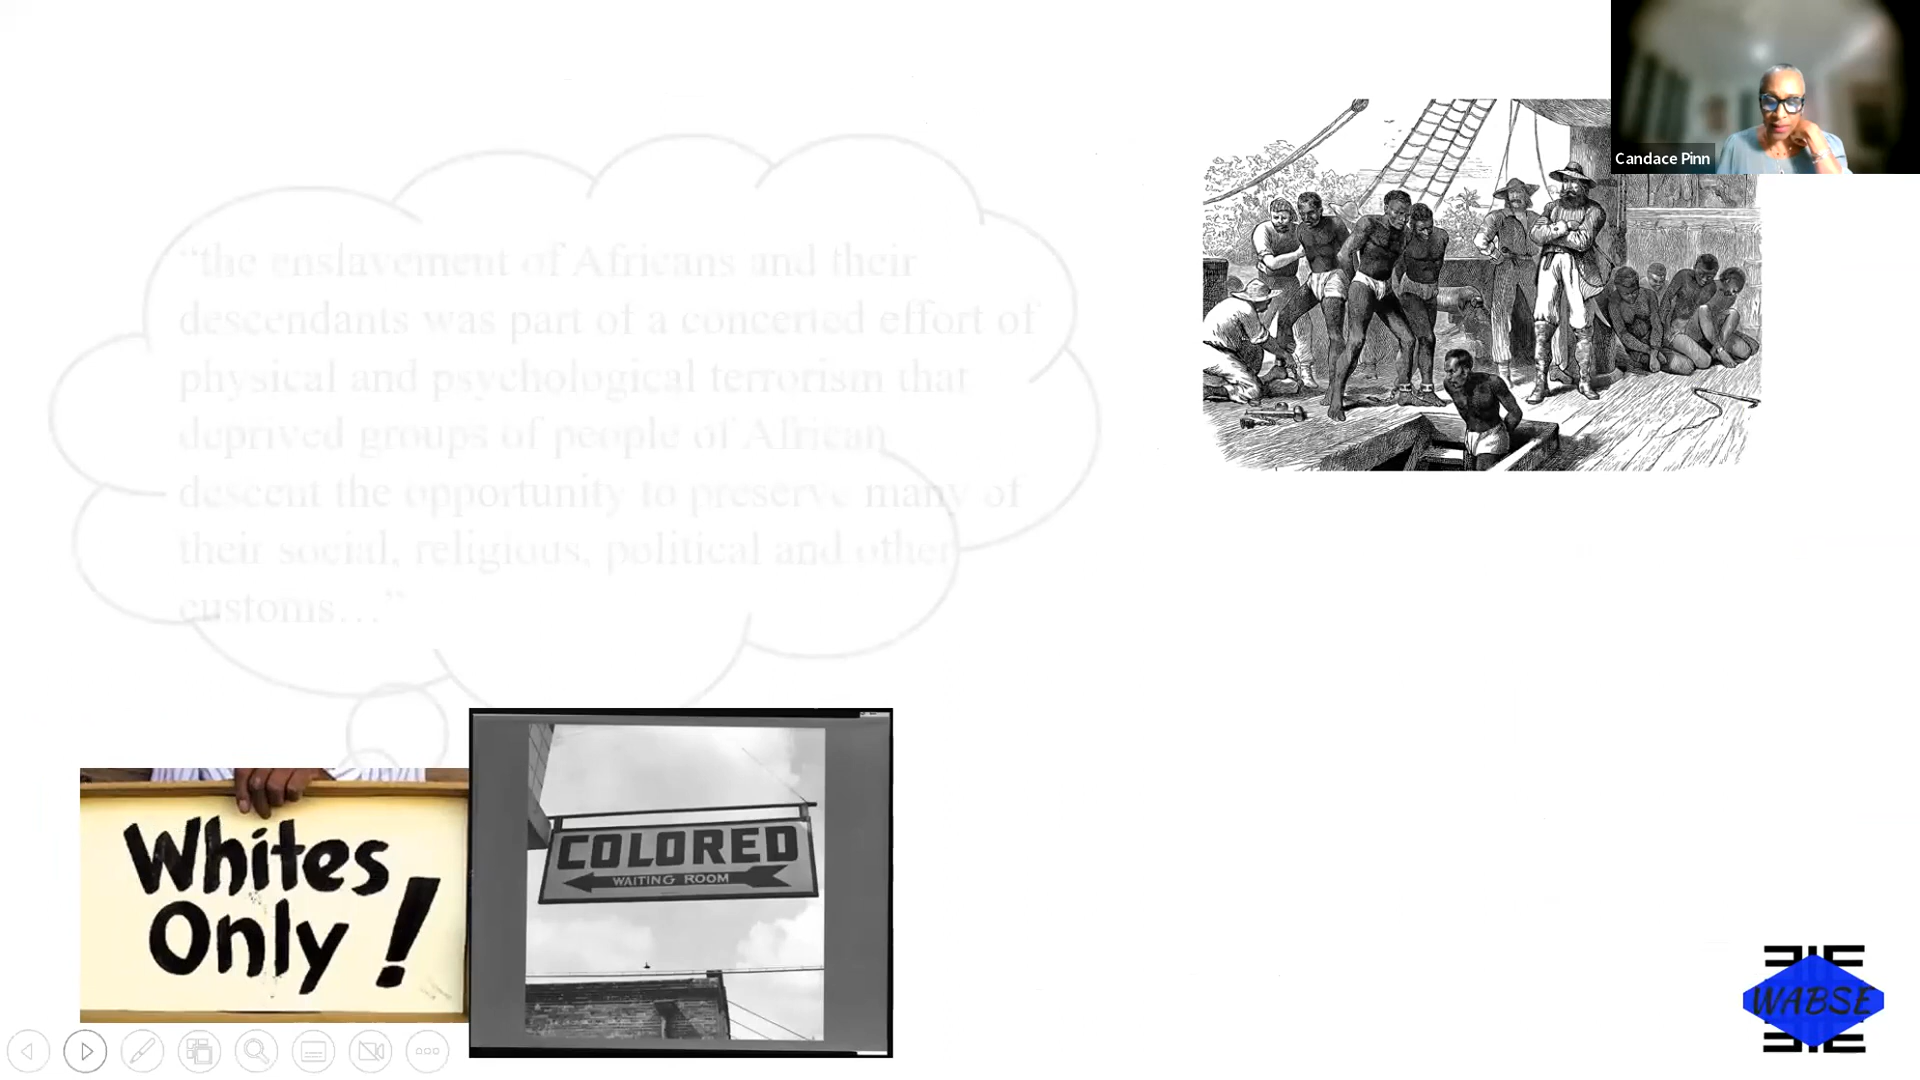 Candace Pinn
“the enslavement of Africans and their
descendants was part of a concerted effort of
physical and psychological terrorism that
deprived groups of people of African
descent the opportunity to preserve many of
their social, religious, political and other
customs…”
Whites
Only!
COLORED
WAITING ROOM
WABSE